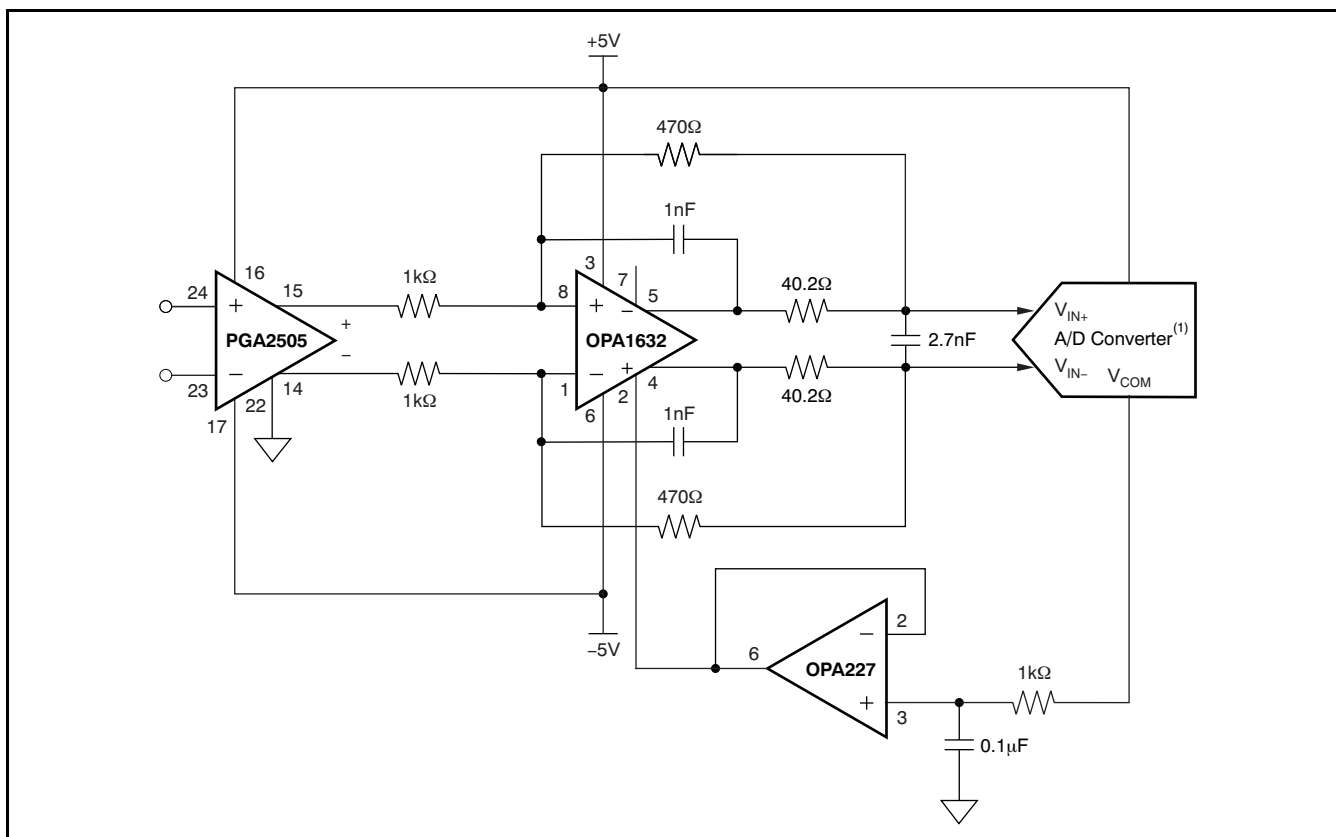 +5V
470Ω
1nF
16
3
7
24
+
15
1kΩ
8
+
−
5
40.2Ω
V_IN+
PGA2505
+
−
OPA1632
2.7nF
A/D Converter(1)
23
−
14
1kΩ
1
−
+
4
40.2Ω
V_IN−
V_COM
17
22
6
2
1nF
470Ω
−5V
6
−
2
OPA227
1kΩ
+
3
0.1μF